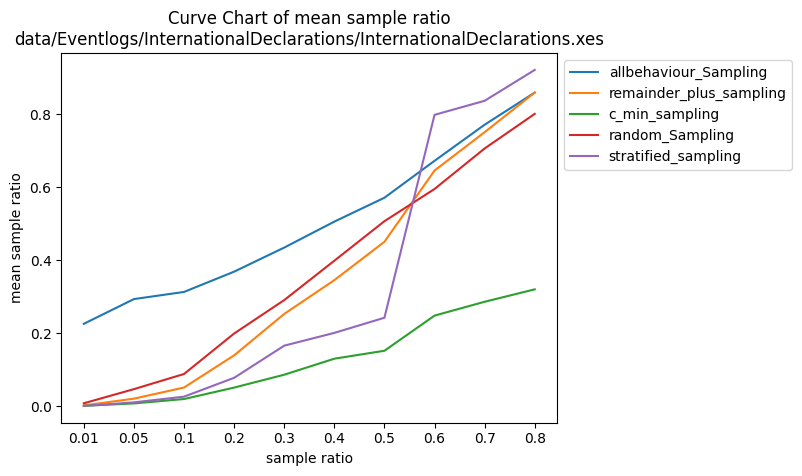 Curve Chart of mean sample ratio
data/Eventlogs/InternationalDeclarations/InternationalDeclarations.xes
allbehaviour_Sampling
remainder_plus_sampling
c_min_sampling
random_Sampling
stratified_sampling
mean sample ratio
0.8
0.6
0.4
0.2
0.0
0.01 0.05 0.1 0.2 0.3 0.4 0.5 0.6 0.7 0.8
sample ratio